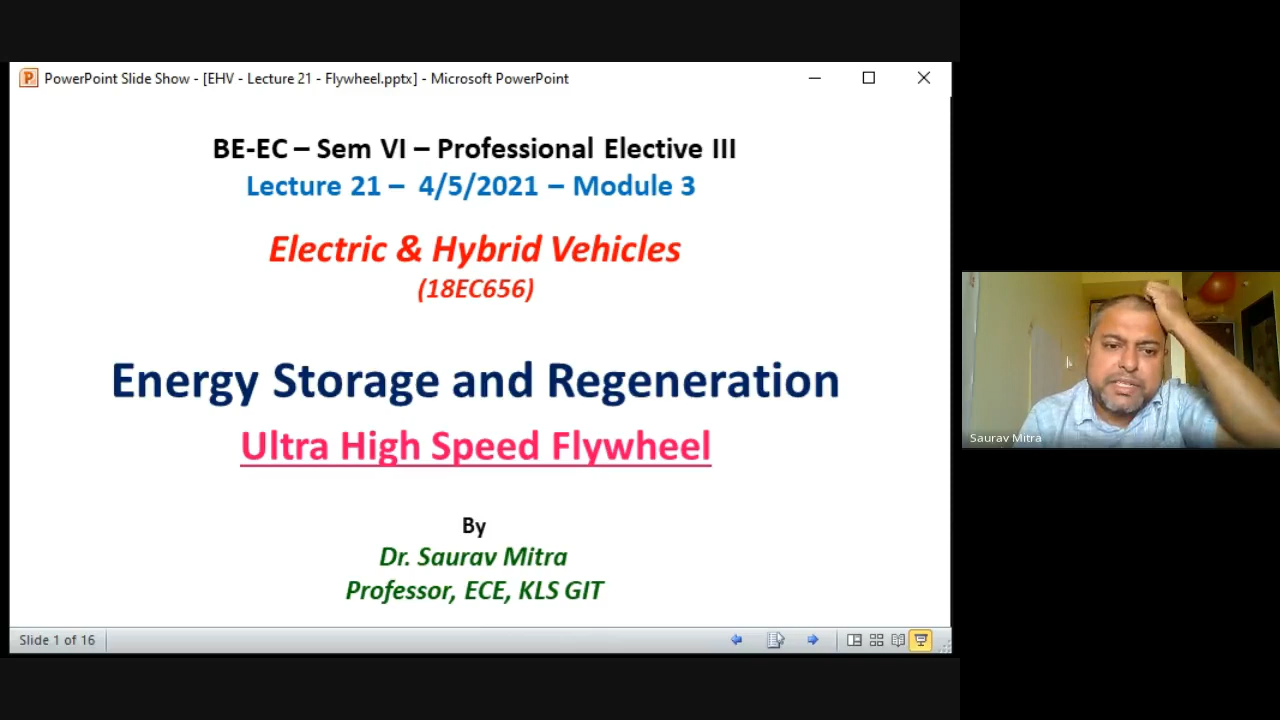 PowerPoint Slide Show - [EHV - Lecture 21 - Flywheel.pptx] - Microsoft PowerPoint
BE-EC – Sem VI – Professional Elective III
Lecture 21 – 4/5/2021 – Module 3
Electric & Hybrid Vehicles
(18EC656)
Energy Storage and Regeneration
Ultra High Speed Flywheel
By
Dr. Saurav Mitra
Professor, ECE, KLS GIT
Slide 1 of 16
Saurav Mitra